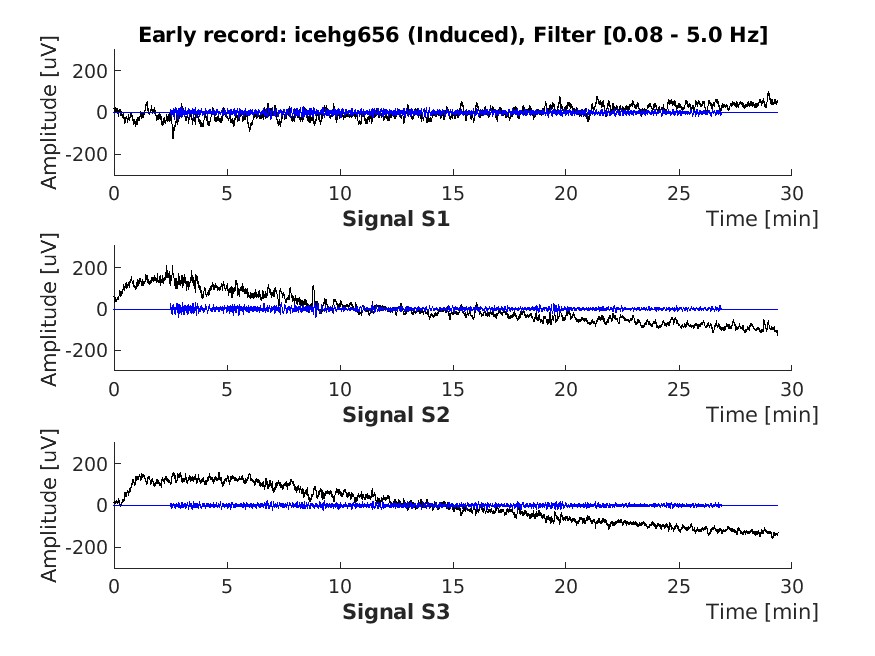 Early record: icehg656 (Induced), Filter [0.08 - 5.0 Hz]
Amplitude [uV]
200
0
-200
0 5 10 15 20 25 30
Signal S1 Time [min]
Amplitude [uV]
200
0
-200
0 5 10 15 20 25 30
Signal S2 Time [min]
Amplitude [uV]
200
0
-200
0 5 10 15 20 25 30
Signal S3 Time [min]